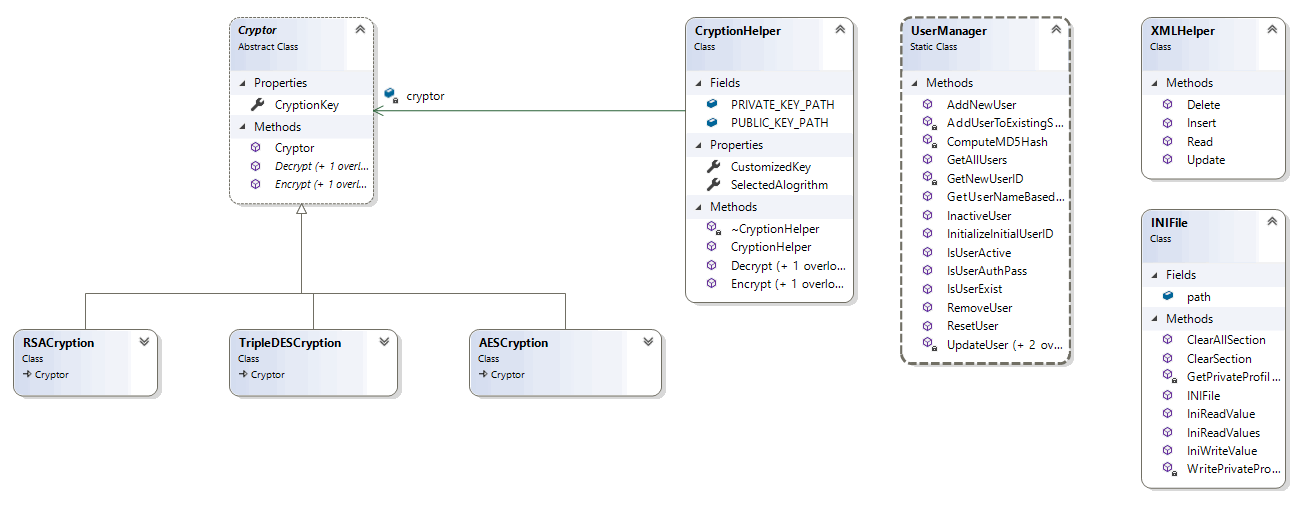 Cryptor
Abstract Class
Properties
CryptionKey
Methods
Cryptor
Decrypt (+ 1 overlo...
Encrypt (+ 1 overl...
cryptor
CryptionHelper
Class
Fields
PRIVATE_KEY_PATH
PUBLIC_KEY_PATH
Properties
CustomizedKey
SelectedAlogrithm
Methods
~CryptionHelper
CryptionHelper
Decrypt (+ 1 overlo...
Encrypt (+ 1 overlo...
UserManager
Static Class
Methods
AddNewUser
AddUserToExistingS...
ComputeMD5Hash
GetAllUsers
GetNewUserID
GetUserNameBased...
InactiveUser
InitializeInitialUserID
IsUserActive
IsUserAuthPass
IsUserExist
RemoveUser
ResetUser
UpdateUser (+ 2 ov...
XMLHelper
Class
Methods
Delete
Insert
Read
Update
INIFile
Class
Fields
path
Methods
ClearAllSection
ClearSection
GetPrivateProfil...
INIFile
IniReadValue
IniReadValues
IniWriteValue
WritePrivatePro...
RSACryption
Class
Cryptor
TripleDESCryption
Class
Cryptor
AESCryption
Class
Cryptor